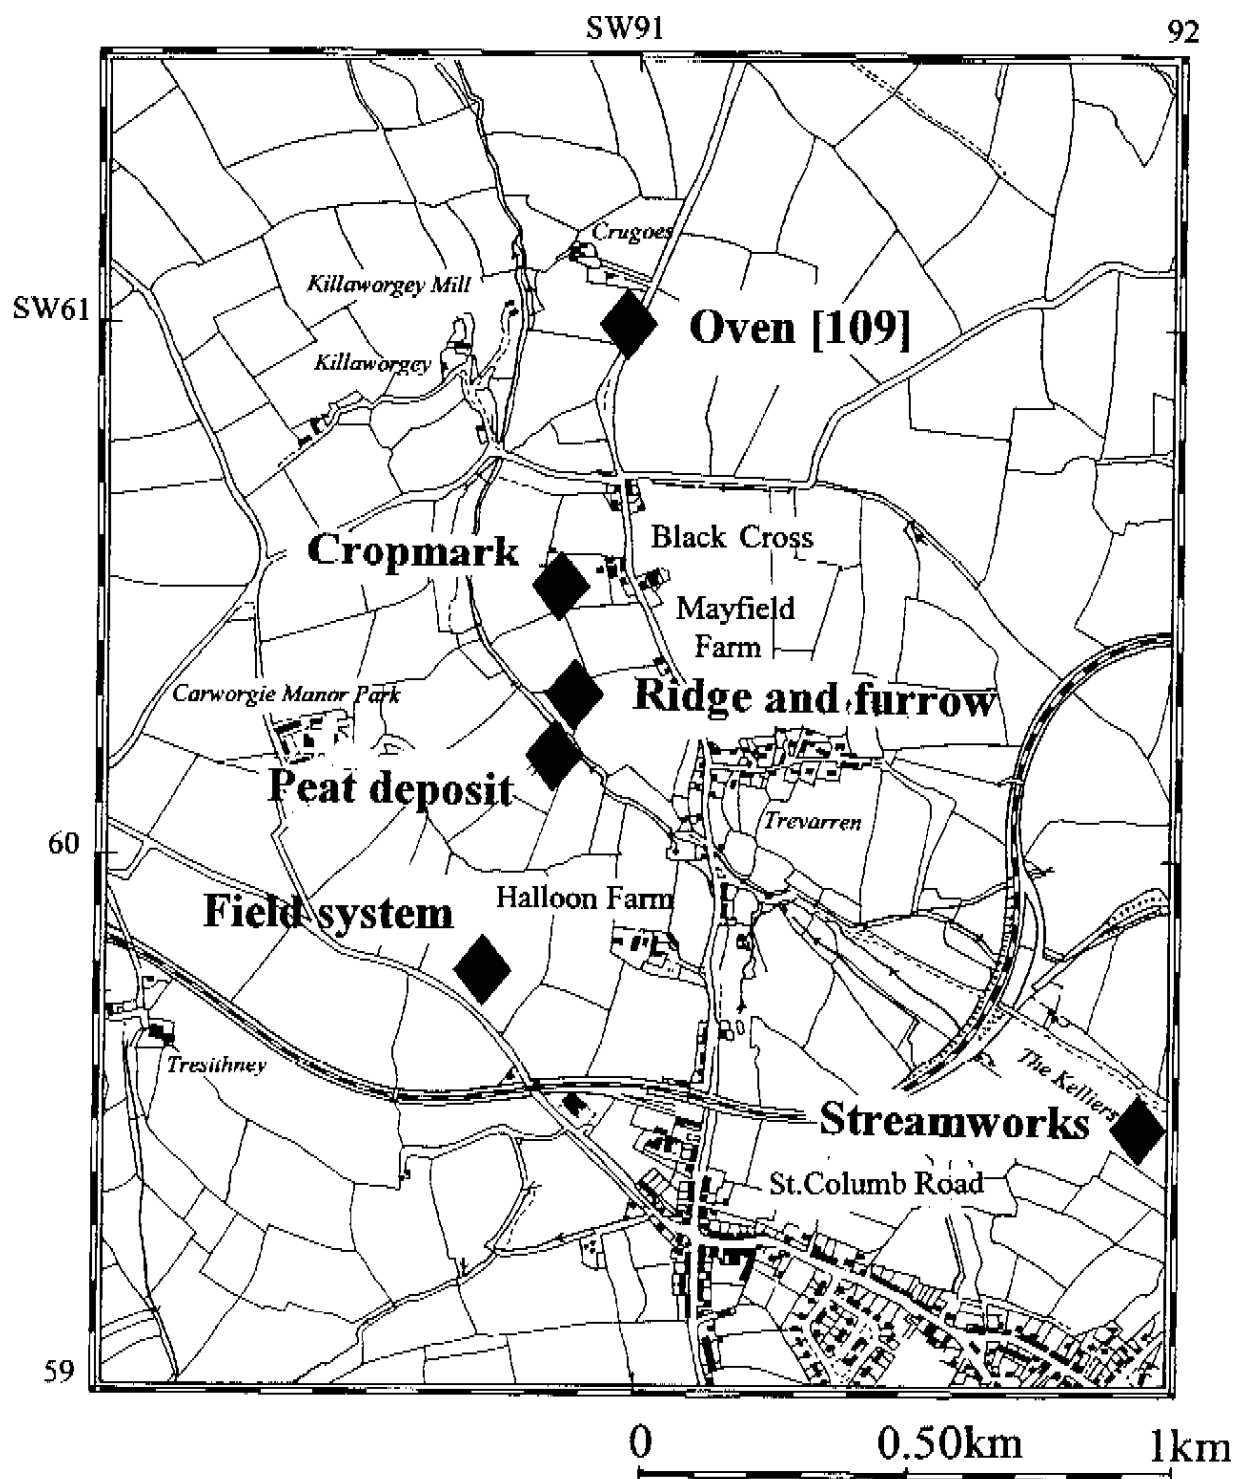 SW91
92
Crugoes
Killaworgey Mill
SW61
Oven [109]
Killaworgey
Cropmark
Black Cross
Mayfield
Farm
Carworgie Manor Park
Ridge and furrow
Peat deposit
Trevarren
60
Halloon Farm
Field system
Tresithney
The Kelliers
Streamworks
St.Columb Road
59
0
0.50km
1km